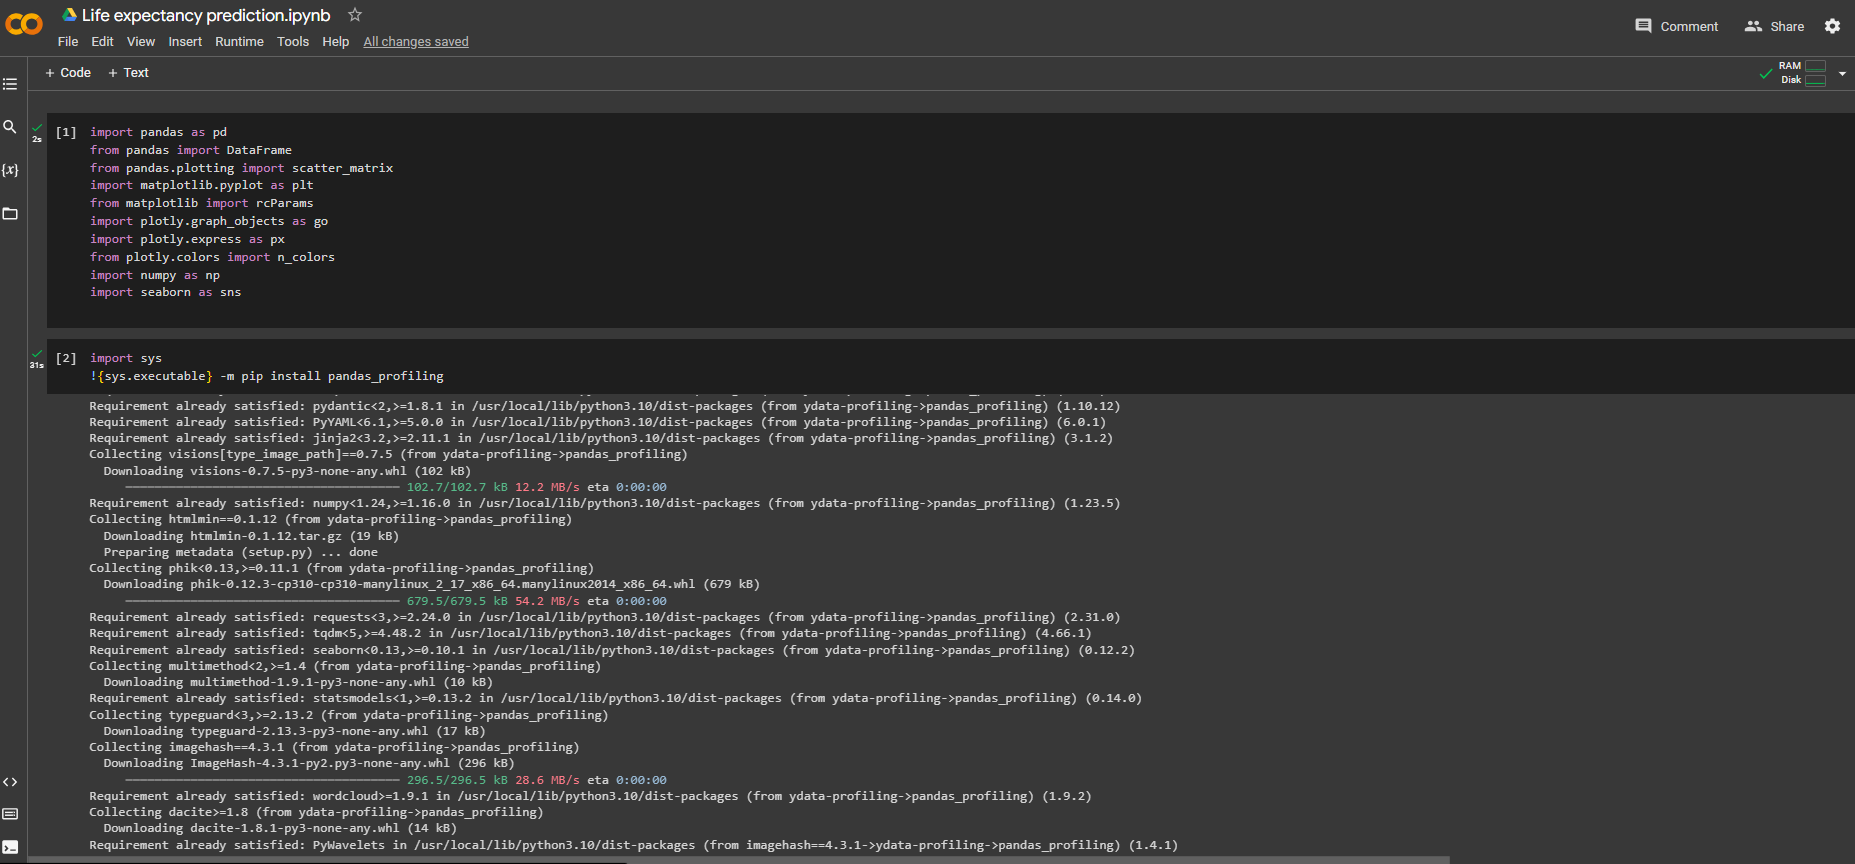 Life expectancy prediction.ipynb
File Edit View Insert Runtime Tools Help All changes saved
Comment Share
+ Code + Text
RAM
Disk
2s
[1] import pandas as pd
from pandas import DataFrame
from pandas.plotting import scatter_matrix
import matplotlib.pyplot as plt
from matplotlib import rcParams
import plotly.graph_objects as go
import plotly.express as px
from plotly.colors import n_colors
import numpy as np
import seaborn as sns
{x}
31s
[2] import sys
!{sys.executable} -m pip install pandas_profiling
Requirement already satisfied: pydantic<2,>=1.8.1 in /usr/local/lib/python3.10/dist-packages (from ydata-profiling->pandas_profiling) (1.10.12)
Requirement already satisfied: PyYAML<6.1,>=5.0.0 in /usr/local/lib/python3.10/dist-packages (from ydata-profiling->pandas_profiling) (6.0.1)
Requirement already satisfied: jinja2<3.2,>=2.11.1 in /usr/local/lib/python3.10/dist-packages (from ydata-profiling->pandas_profiling) (3.1.2)
Collecting visions[type_image_path]==0.7.5 (from ydata-profiling->pandas_profiling)
Downloading visions-0.7.5-py3-none-any.whl (102 kB)
102.7/102.7 kB 12.2 MB/s eta 0:00:00
Requirement already satisfied: numpy<1.24,>=1.16.0 in /usr/local/lib/python3.10/dist-packages (from ydata-profiling->pandas_profiling) (1.23.5)
Collecting htmlmin==0.1.12 (from ydata-profiling->pandas_profiling)
Downloading htmlmin-0.1.12.tar.gz (19 kB)
Preparing metadata (setup.py) ... done
Collecting phik<0.13,>=0.11.1 (from ydata-profiling->pandas_profiling)
Downloading phik-0.12.3-cp310-cp310-manylinux_2_17_x86_64.manylinux2014_x86_64.whl (679 kB)
679.5/679.5 kB 54.2 MB/s eta 0:00:00
Requirement already satisfied: requests<3,>=2.24.0 in /usr/local/lib/python3.10/dist-packages (from ydata-profiling->pandas_profiling) (2.31.0)
Requirement already satisfied: tqdm<5,>=4.48.2 in /usr/local/lib/python3.10/dist-packages (from ydata-profiling->pandas_profiling) (4.66.1)
Requirement already satisfied: seaborn<0.13,>=0.10.1 in /usr/local/lib/python3.10/dist-packages (from ydata-profiling->pandas_profiling) (0.12.2)
Collecting multimethod<2,>=1.4 (from ydata-profiling->pandas_profiling)
Downloading multimethod-1.9.1-py3-none-any.whl (10 kB)
Requirement already satisfied: statsmodels<1,>=0.13.2 in /usr/local/lib/python3.10/dist-packages (from ydata-profiling->pandas_profiling) (0.14.0)
Collecting typeguard<3,>=2.13.2 (from ydata-profiling->pandas_profiling)
Downloading typeguard-2.13.3-py3-none-any.whl (17 kB)
Collecting imagehash==4.3.1 (from ydata-profiling->pandas_profiling)
Downloading ImageHash-4.3.1-py2.py3-none-any.whl (296 kB)
296.5/296.5 kB 28.6 MB/s eta 0:00:00
Requirement already satisfied: wordcloud>=1.9.1 in /usr/local/lib/python3.10/dist-packages (from ydata-profiling->pandas_profiling) (1.9.2)
Collecting dacite>=1.8 (from ydata-profiling->pandas_profiling)
Downloading dacite-1.8.1-py3-none-any.whl (14 kB)
Requirement already satisfied: PyWavelets in /usr/local/lib/python3.10/dist-packages (from imagehash==4.3.1->ydata-profiling->pandas_profiling) (1.4.1)